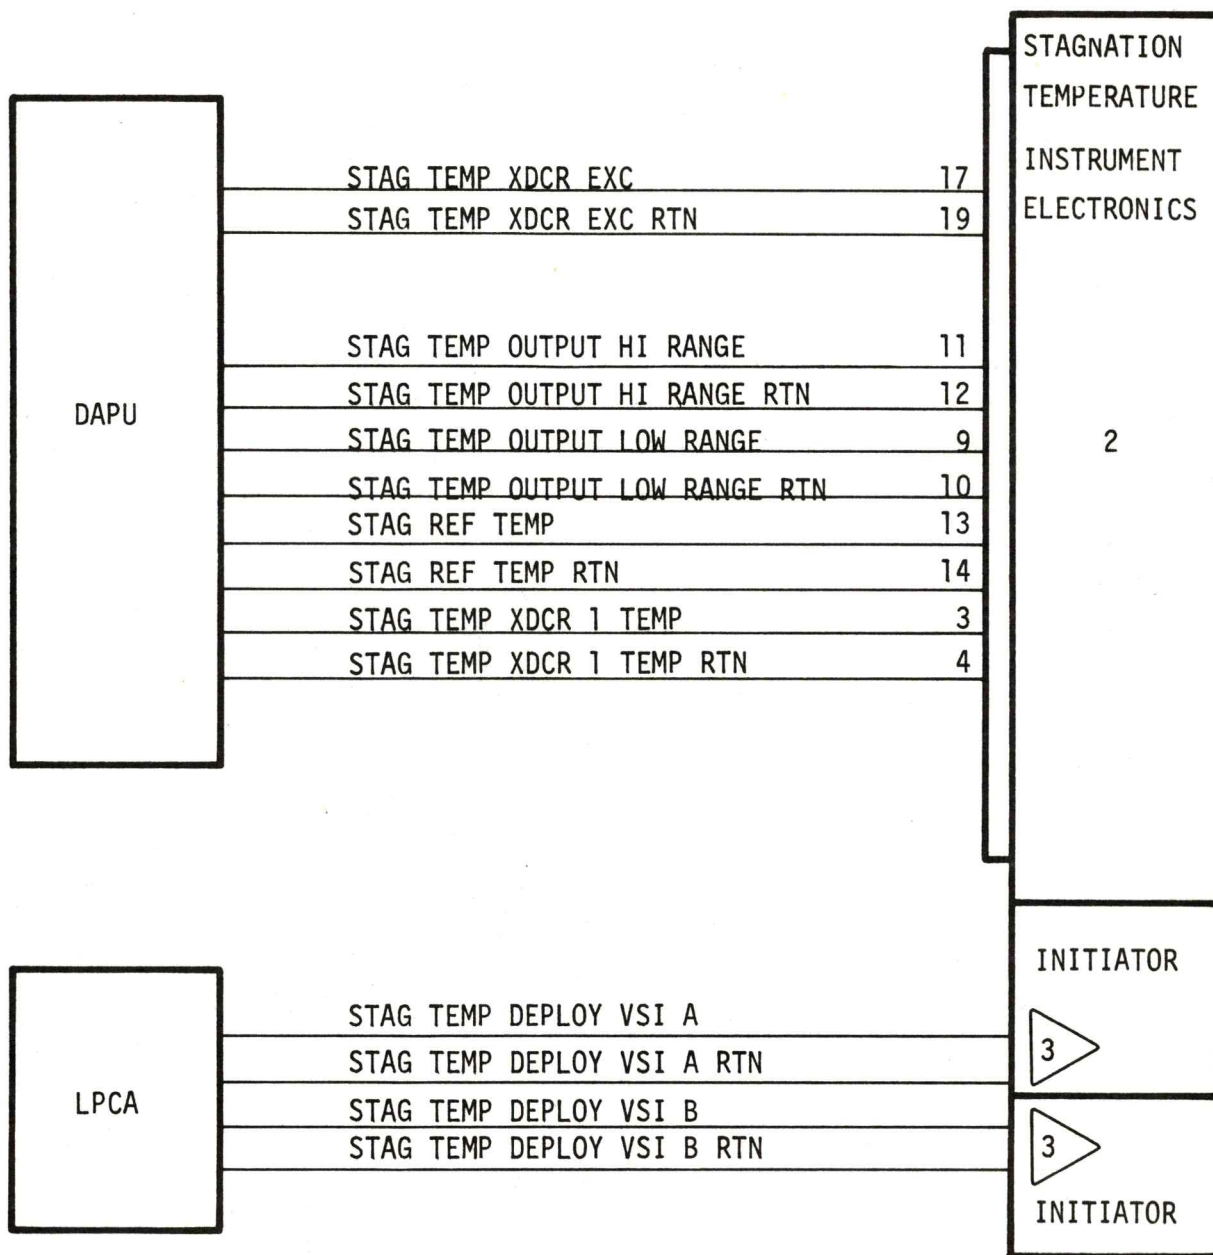 STAGNATION
TEMPERATURE
INSTRUMENT
ELECTRONICS
2
DAPU
STAG TEMP XDCR EXC 17
STAG TEMP XDCR EXC RTN 19
STAG TEMP OUTPUT HI RANGE 11
STAG TEMP OUTPUT HI RANGE RTN 12
STAG TEMP OUTPUT LOW RANGE 9
STAG TEMP OUTPUT LOW RANGE RTN 10
STAG REF TEMP 13
STAG REF TEMP RTN 14
STAG TEMP XDCR 1 TEMP 3
STAG TEMP XDCR 1 TEMP RTN 4
LPCA
STAG TEMP DEPLOY VSI A
STAG TEMP DEPLOY VSI A RTN
STAG TEMP DEPLOY VSI B
STAG TEMP DEPLOY VSI B RTN
INITIATOR
3
3
INITIATOR